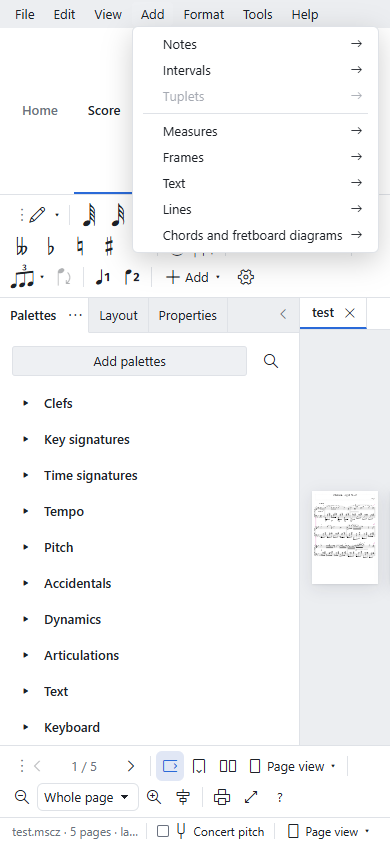 File Edit View Add Format Tools Help
Notes
Intervals
Tuplets
Home Score
Measures
Frames
Text
Lines
Chords and fretboard diagrams
3 1 2 Add
Palettes Layout Properties test
Add palettes
Clefs
Key signatures
Time signatures
Tempo
Pitch
Accidentals
Dynamics
Articulations
Text
Keyboard
1 / 5 Page view
Whole page ?
test.mscz · 5 pages · la... Concert pitch Page view